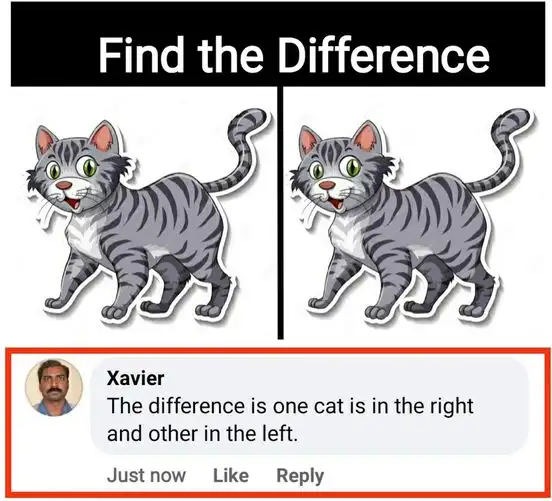 Find the Difference
Xavier
The difference is one cat is in the right
and other in the left.
Just now Like Reply